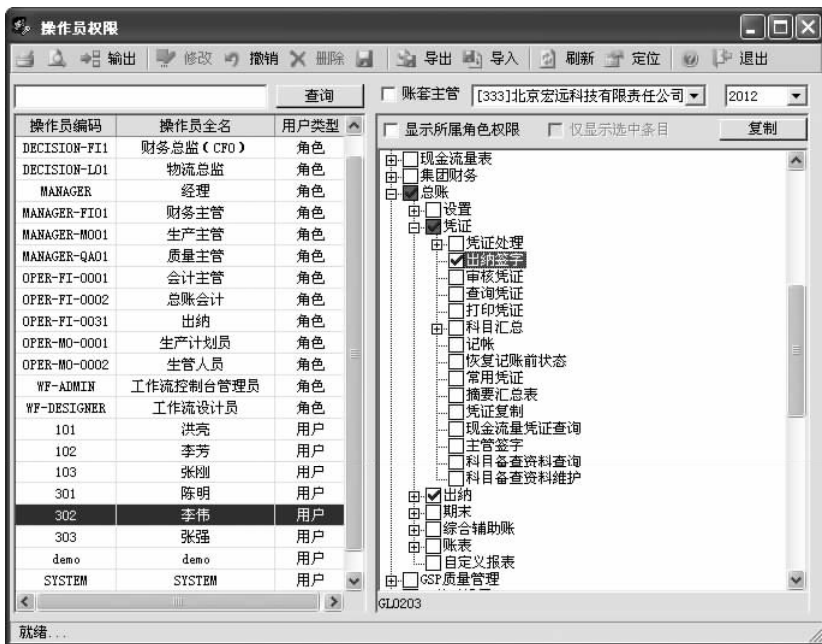 操作员权限
输出 修改 撤销 删除 导出 导入 刷新 定位 退出
查询 账套主管 [333]北京宏远科技有限责任公司 2012
操作员编码 操作员全名 用户类型
DECISION-FI1 财务总监(CFO) 角色
DECISION-LO1 物流总监 角色
MANAGER 经理 角色
MANAGER-FI01 财务主管 角色
MANAGER-MO01 生产主管 角色
MANAGER-QA01 质量主管 角色
OPER-FI-0001 会计主管 角色
OPER-FI-0002 总账会计 角色
OPER-FI-0031 出纳 角色
OPER-MO-0001 生产计划员 角色
OPER-MO-0002 生管人员 角色
WF-ADMIN 工作流控制台管理员 角色
WF-DESIGNER 工作流设计员 角色
101 洪亮 用户
102 李芳 用户
103 张刚 用户
301 陈明 用户
302 李伟 用户
303 张强 用户
demo demo 用户
SYSTEM SYSTEM 用户
显示所属角色权限 仅显示选中条目 复制
现金流量表
集团财务
总账
设置
凭证
凭证处理
出纳签字
审核凭证
查询凭证
打印凭证
科目汇总
记帐
恢复记账前状态
常用凭证
摘要汇总表
凭证复制
现金流量凭证查询
主管签字
科目备查资料查询
科目备查资料维护
出纳
期末
综合辅助账
账表
自定义报表
GSP质量管理
GL0203
就绪...